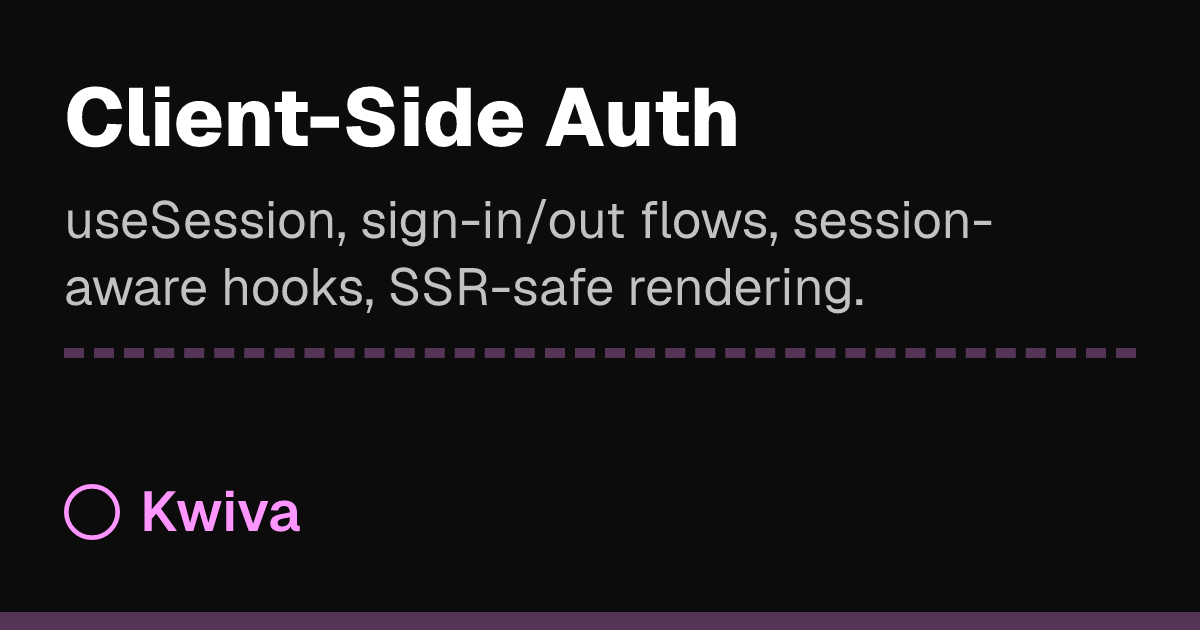 Client-Side Auth
useSession, sign-in/out flows, session-
aware hooks, SSR-safe rendering.
Kwiva